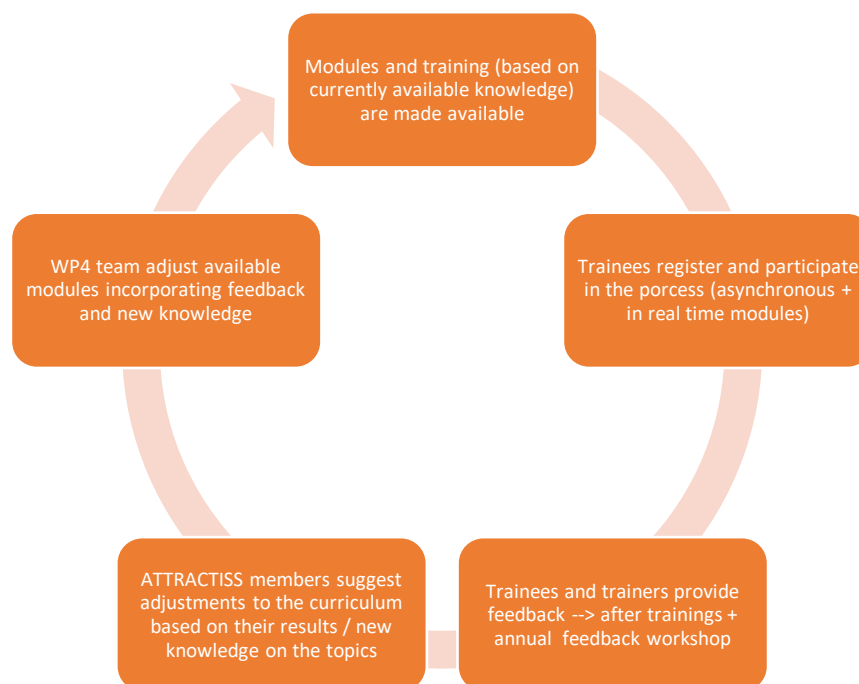 Modules and training (based on
currently available knowledge)
are made available
Trainees register and participate
in the porcess (asynchronous +
in real time modules)
Trainees and trainers provide
feedback --> after trainings +
annual feedback workshop
ATTRACTISS members suggest
adjustments to the curriculum
based on their results / new
knowledge on the topics
WP4 team adjust available
modules incorporating feedback
and new knowledge